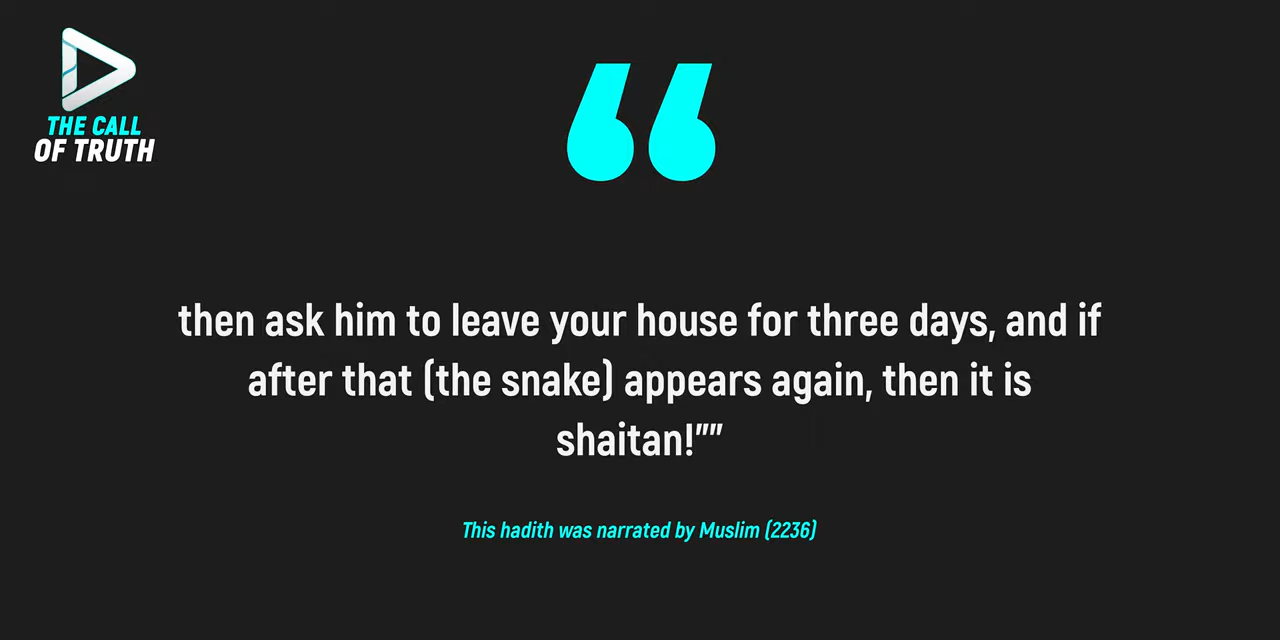 THE CALL
OF TRUTH
then ask him to leave your house for three days, and if
after that (the snake) appears again, then it is
shaitan!””
This hadith was narrated by Muslim (2236)